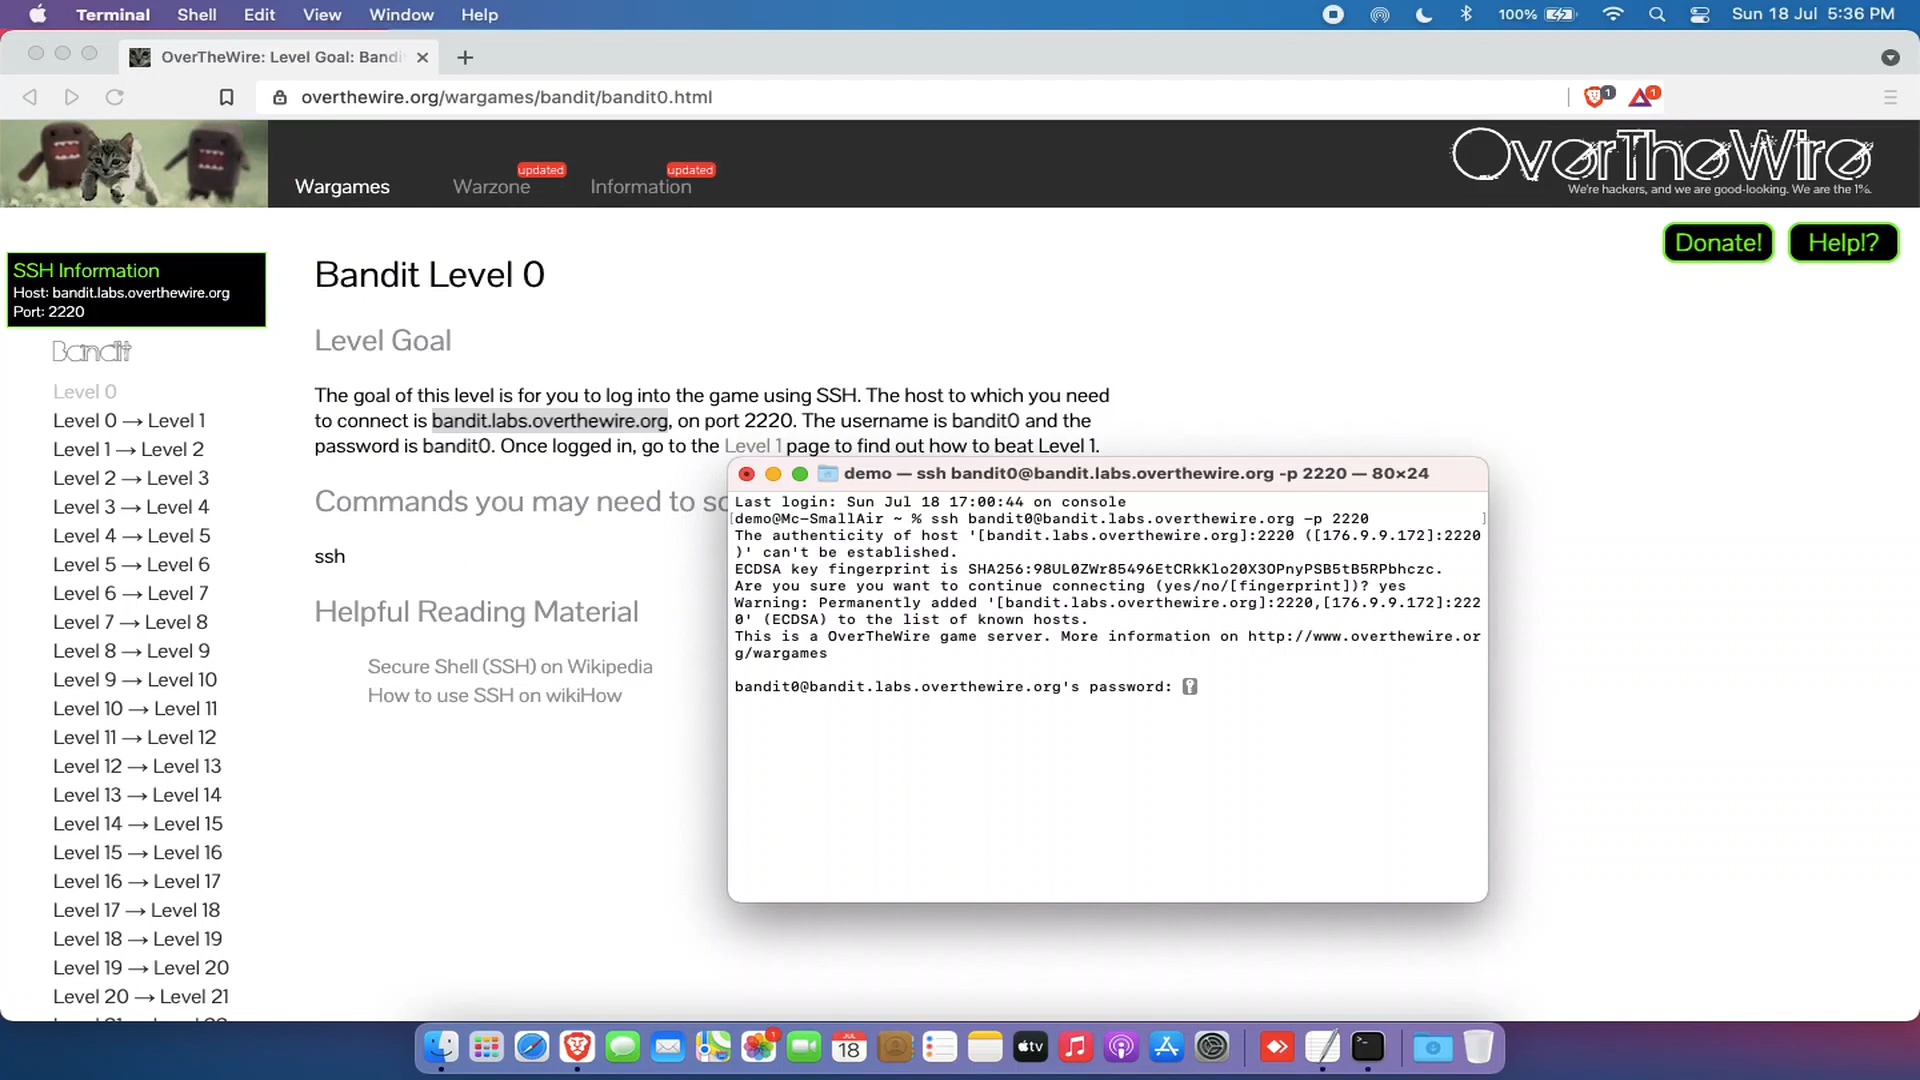 Terminal Shell Edit View Window Help 100% Sun 18 Jul 5:36 PM
OverTheWire: Level Goal: Bandi
overthewire.org/wargames/bandit/bandit0.html 1 1
Wargames Warzone updated Information updated
OverTheWire
We're hackers, and we are good-looking. We are the 1%.
Donate! Help!?
SSH Information
Host: bandit.labs.overthewire.org
Port: 2220
Bandit
Level 0
Level 0 → Level 1
Level 1 → Level 2
Level 2 → Level 3
Level 3 → Level 4
Level 4 → Level 5
Level 5 → Level 6
Level 6 → Level 7
Level 7 → Level 8
Level 8 → Level 9
Level 9 → Level 10
Level 10 → Level 11
Level 11 → Level 12
Level 12 → Level 13
Level 13 → Level 14
Level 14 → Level 15
Level 15 → Level 16
Level 16 → Level 17
Level 17 → Level 18
Level 18 → Level 19
Level 19 → Level 20
Level 20 → Level 21
Bandit Level 0
Level Goal
The goal of this level is for you to log into the game using SSH. The host to which you need
to connect is bandit.labs.overthewire.org, on port 2220. The username is bandit0 and the
password is bandit0. Once logged in, go to the Level 1 page to find out how to beat Level 1.
Commands you may need to so
ssh
Helpful Reading Material
Secure Shell (SSH) on Wikipedia
How to use SSH on wikiHow
demo — ssh bandit0@bandit.labs.overthewire.org -p 2220 — 80×24
Last login: Sun Jul 18 17:00:44 on console
[demo@Mc-SmallAir ~ % ssh bandit0@bandit.labs.overthewire.org -p 2220 ]
The authenticity of host '[bandit.labs.overthewire.org]:2220 ([176.9.9.172]:2220
)' can't be established.
ECDSA key fingerprint is SHA256:98UL0ZWr85496EtCRkKlo20X3OPnyPSB5tB5RPbhczc.
Are you sure you want to continue connecting (yes/no/[fingerprint])? yes
Warning: Permanently added '[bandit.labs.overthewire.org]:2220,[176.9.9.172]:222
0' (ECDSA) to the list of known hosts.
This is a OverTheWire game server. More information on http://www.overthewire.or
g/wargames
bandit0@bandit.labs.overthewire.org's password:
1
JUL
18
tv